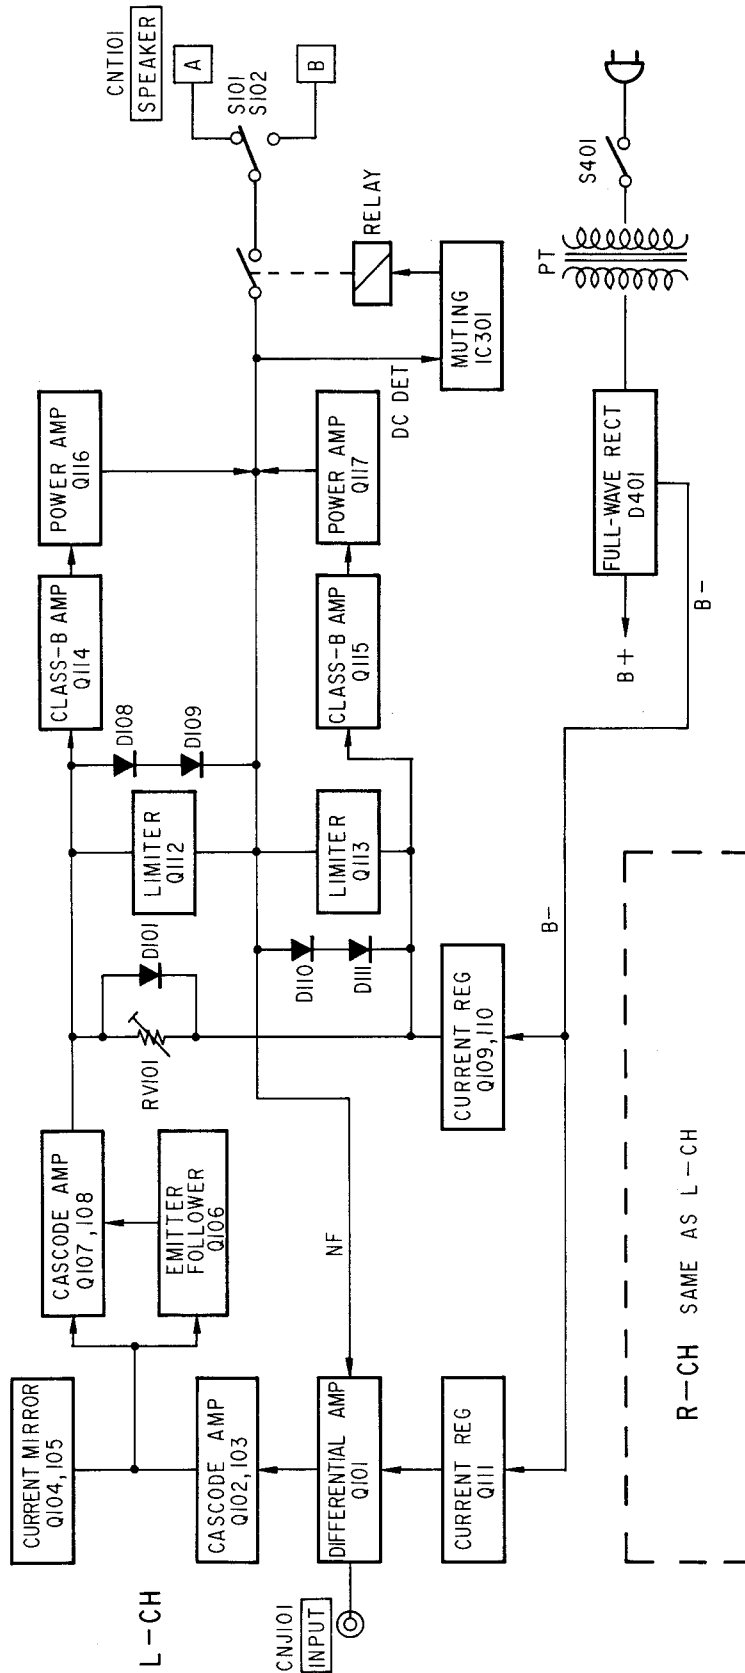 L-CH
CNJ101
INPUT
CURRENT MIRROR
Q104,105
CASCODE AMP
Q102,103
DIFFERENTIAL AMP
Q101
CURRENT REG
Q111
CASCODE AMP
Q107,108
EMITTER
FOLLOWER
Q106
NF
RV101
D101
CURRENT REG
Q109,110
LIMITER
Q112
LIMITER
Q113
D110
D111
D108
D109
CLASS-B AMP
Q114
CLASS-B AMP
Q115
POWER AMP
Q116
POWER AMP
Q117
DC DET
MUTING
IC301
RELAY
S101
S102
CNT101
SPEAKER
A
B
B-
B-
B+
FULL-WAVE RECT
D401
PT
S401
R-CH SAME AS L-CH